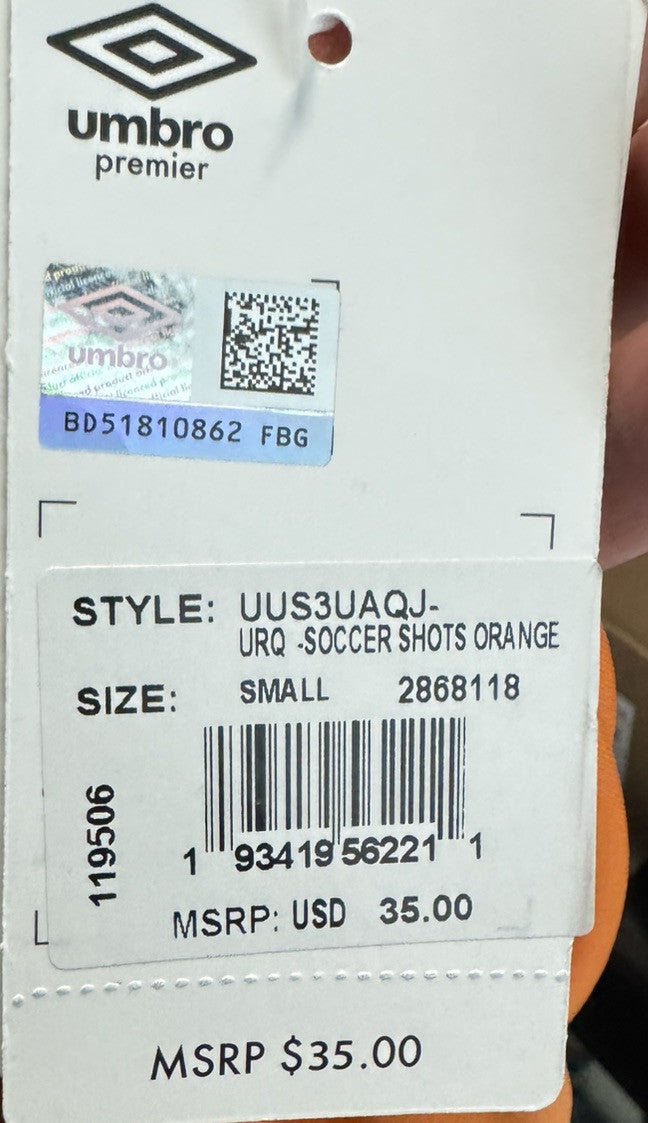 umbro
premier
umbro
BD51810862 FBG
STYLE: UUS3UAQJ-
URQ -SOCCER SHOTS ORANGE
SIZE: SMALL 2868118
119506
1 93419 56221 1
MSRP: USD 35.00
MSRP $35.00